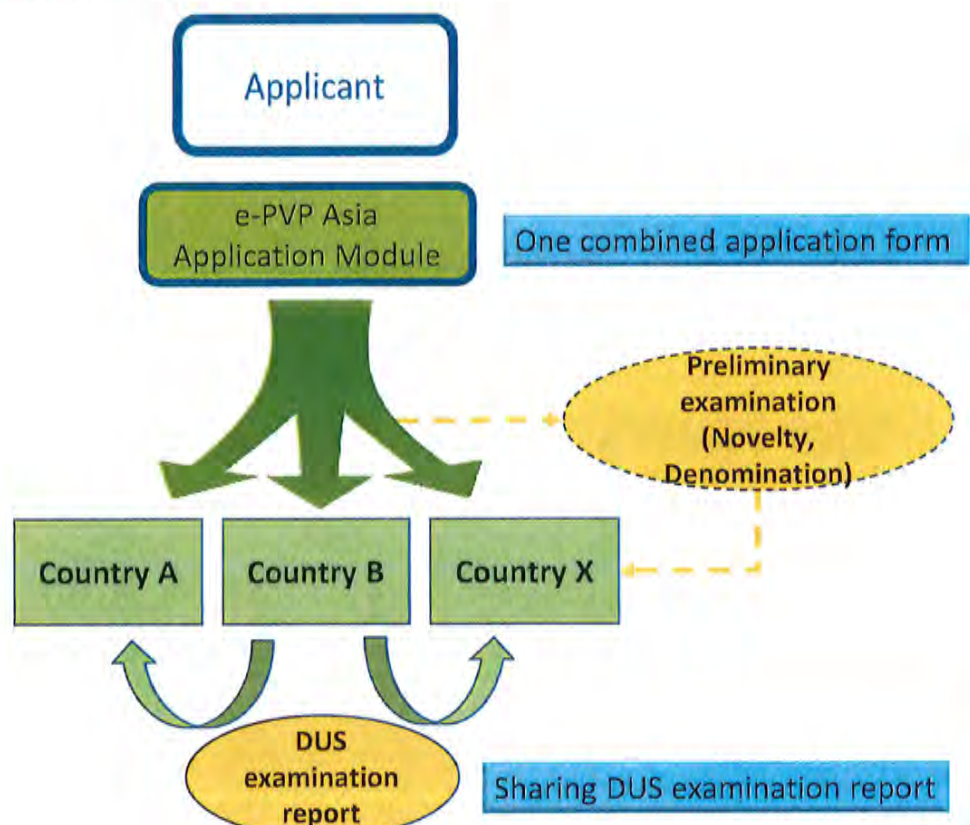 Applicant
e-PVP Asia
Application Module
One combined application form
Preliminary
examination
(Novelty,
Denomination)
Country A
Country B
Country X
DUS
examination
report
Sharing DUS examination report